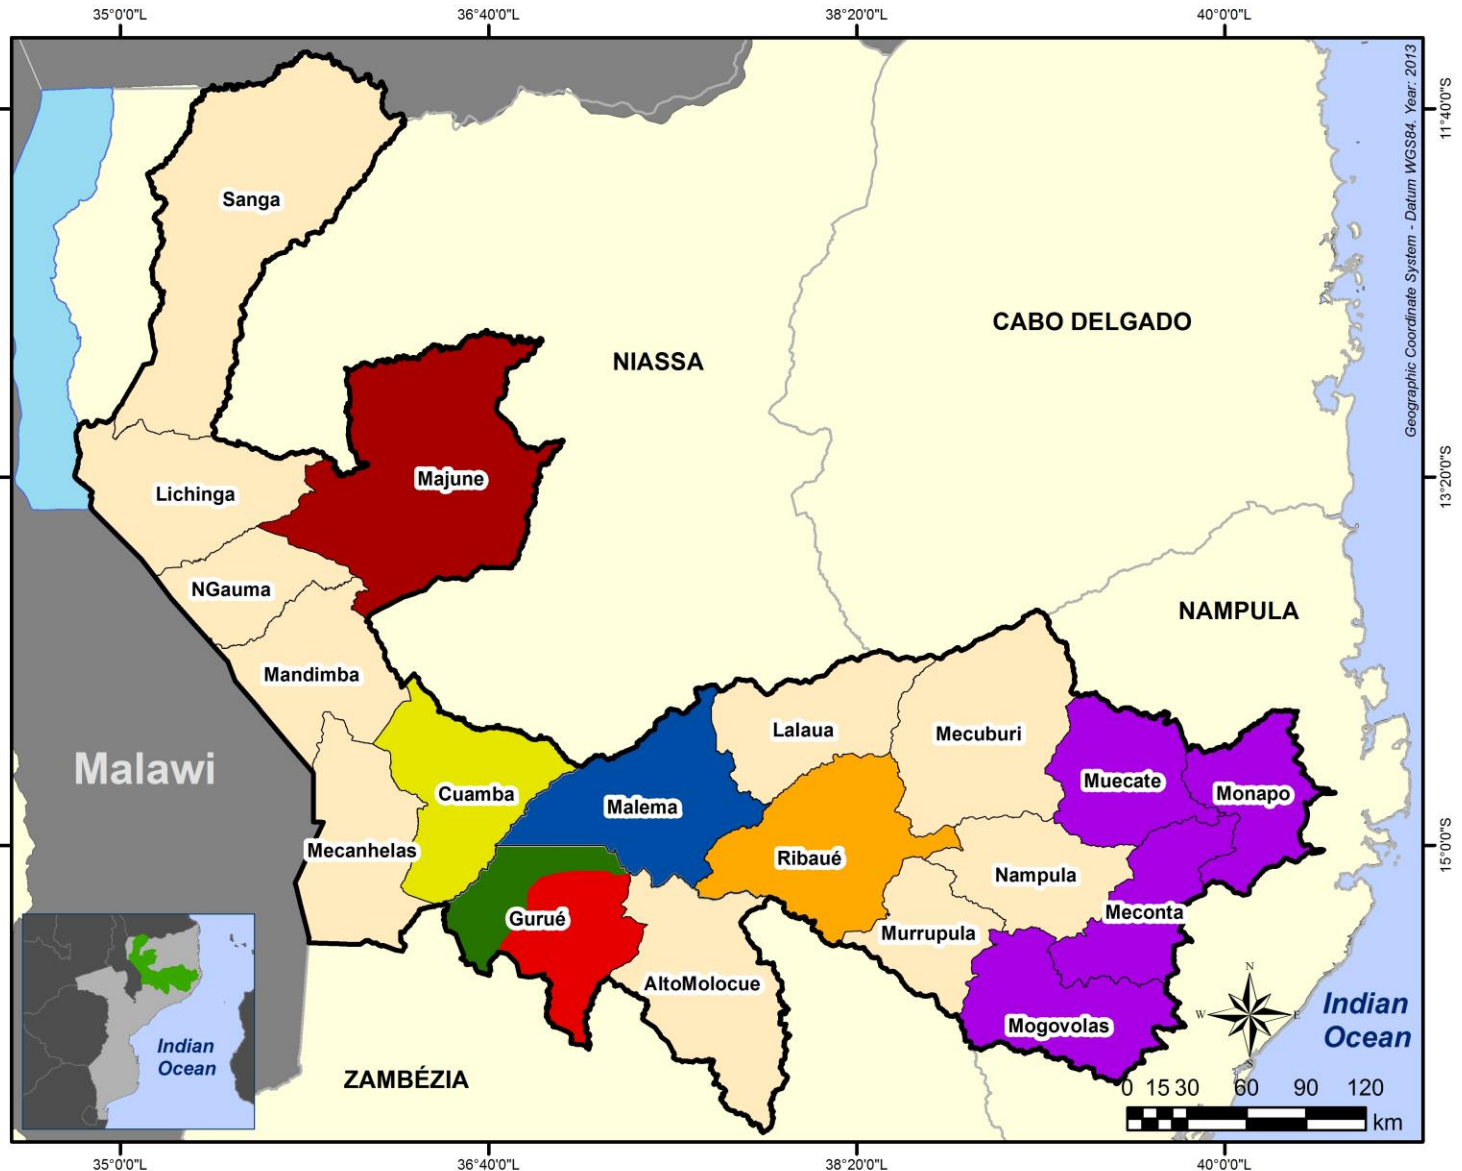 35°0'0"L
36°40'0"L
38°20'0"L
40°0'0"L
11°40'0"S
13°20'0"S
15°0'0"S
Geographic Coordinate System - Datum WGS84. Year: 2013
Sanga
CABO DELGADO
NIASSA
Majune
Lichinga
NGauma
NAMPULA
Mandimba
Lalaua
Mecuburi
Malawi
Muecate
Monapo
Cuamba
Malema
Mecanhelas
Ribaué
Nampula
Gurué
Meconta
Murrupula
AltoMolocue
Mogovolas
N
W
E
S
Indian
Ocean
Indian
Ocean
ZAMBÉZIA
0 15 30 60 90 120
km
35°0'0"L
36°40'0"L
38°20'0"L
40°0'0"L